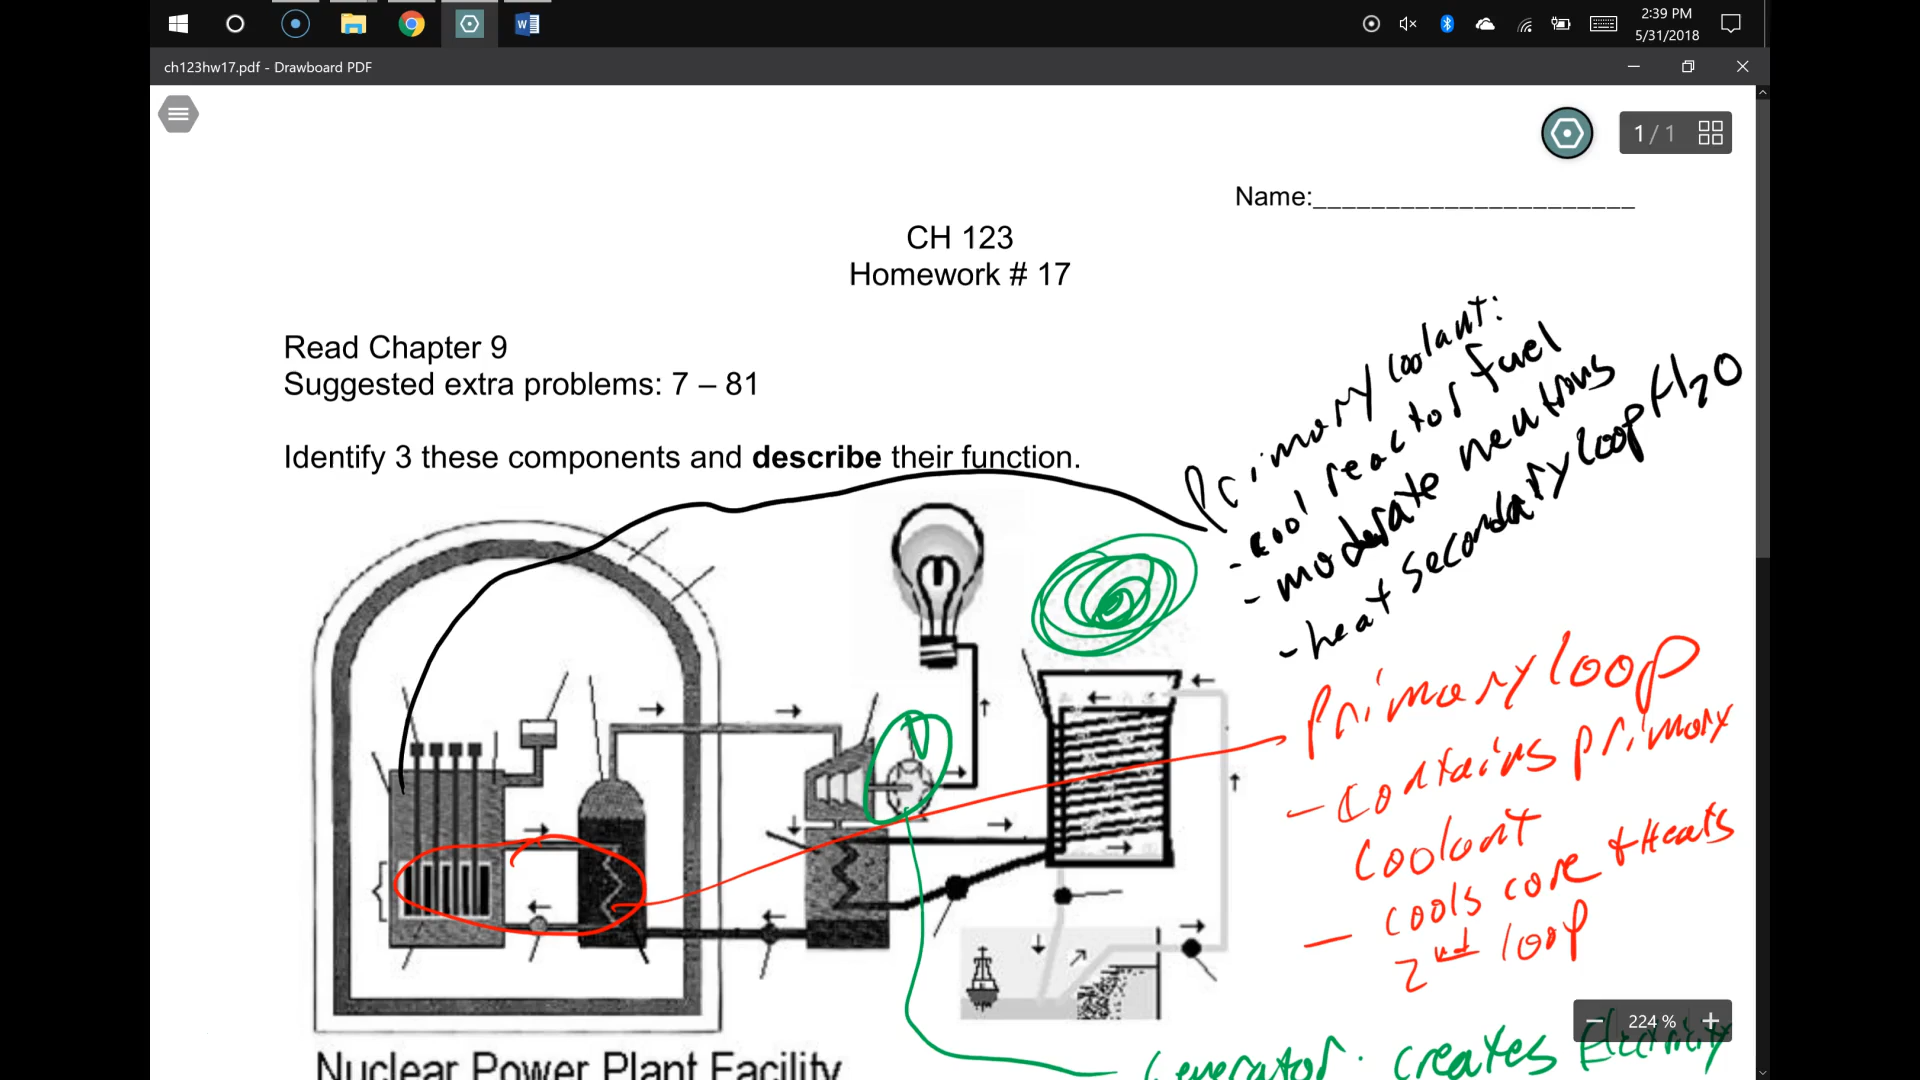 2:39 PM
5/31/2018
ch123hw17.pdf - Drawboard PDF
1 / 1
Name:______________________
CH 123
Homework # 17
Read Chapter 9
Suggested extra problems: 7 – 81
Identify 3 these components and describe their function.
Primary coolant:
- cool reactor fuel
- moderate neutrons
- heat secondary loop H2O
Primary loop
- Contains primary
coolant
- cools core + Heats
2nd loop
224 %
Generator: creates Electricity
Nuclear Power Plant Facility